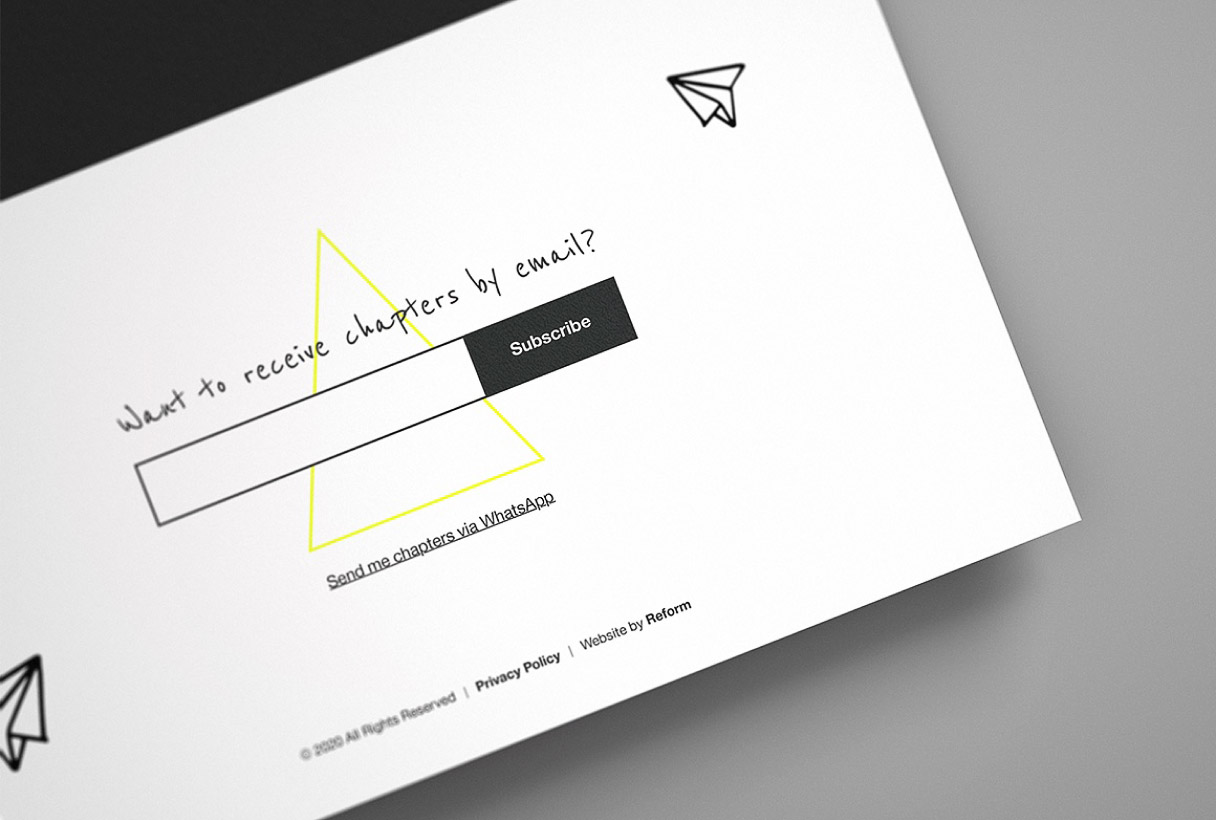 Want to receive chapters by email?
Subscribe
Send me chapters via WhatsApp
© 2020 All Rights Reserved | Privacy Policy | Website by Reform